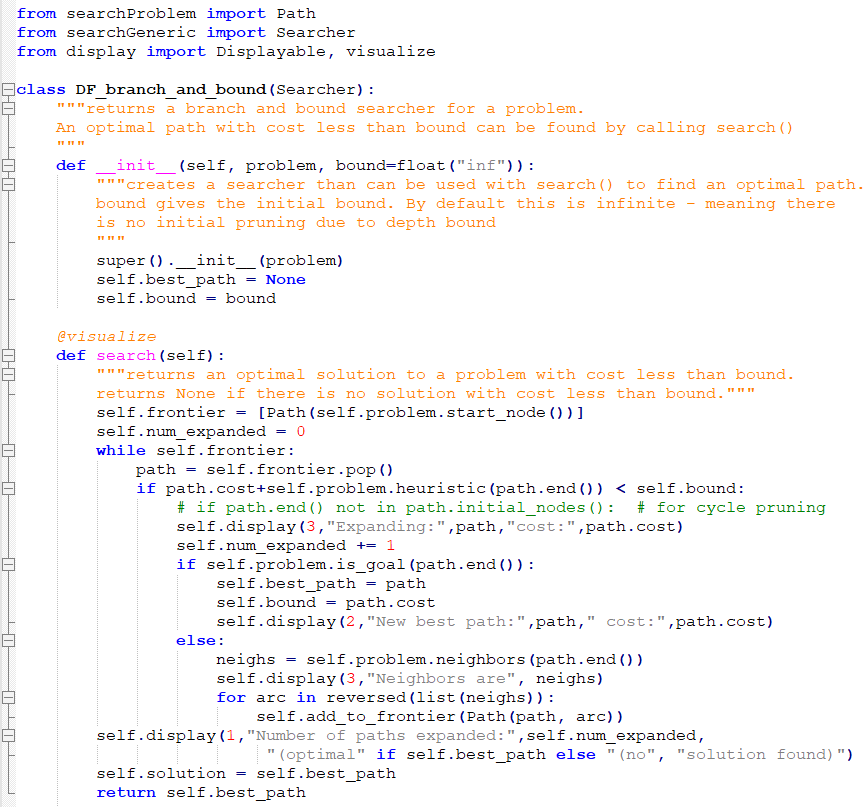 from searchProblem import Path
from searchGeneric import Searcher
from display import Displayable, visualize

class DF_branch_and_bound(Searcher):
    """returns a branch and bound searcher for a problem.
    An optimal path with cost less than bound can be found by calling search()
    """
    def __init__(self, problem, bound=float("inf")):
        """creates a searcher than can be used with search() to find an optimal path.
        bound gives the initial bound. By default this is infinite - meaning there
        is no initial pruning due to depth bound
        """
        super().__init__(problem)
        self.best_path = None
        self.bound = bound

    @visualize
    def search(self):
        """returns an optimal solution to a problem with cost less than bound.
        returns None if there is no solution with cost less than bound."""
        self.frontier = [Path(self.problem.start_node())]
        self.num_expanded = 0
        while self.frontier:
            path = self.frontier.pop()
            if path.cost+self.problem.heuristic(path.end()) < self.bound:
                # if path.end() not in path.initial_nodes():  # for cycle pruning
                self.display(3,"Expanding:",path,"cost:",path.cost)
                self.num_expanded += 1
                if self.problem.is_goal(path.end()):
                    self.best_path = path
                    self.bound = path.cost
                    self.display(2,"New best path:",path," cost:",path.cost)
                else:
                    neighs = self.problem.neighbors(path.end())
                    self.display(3,"Neighbors are", neighs)
                    for arc in reversed(list(neighs)):
                        self.add_to_frontier(Path(path, arc))
        self.display(1,"Number of paths expanded:",self.num_expanded,
                         "(optimal" if self.best_path else "(no", "solution found)")
        self.solution = self.best_path
        return self.best_path